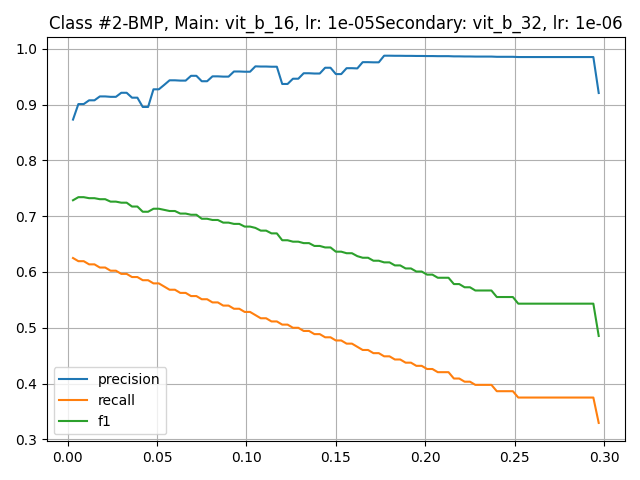 Class #2-BMP, Main: vit_b_16, lr: 1e-05Secondary: vit_b_32, lr: 1e-06
1.0
0.9
0.8
0.7
0.6
0.5
0.4
0.3
precision
recall
f1
0.00 0.05 0.10 0.15 0.20 0.25 0.30